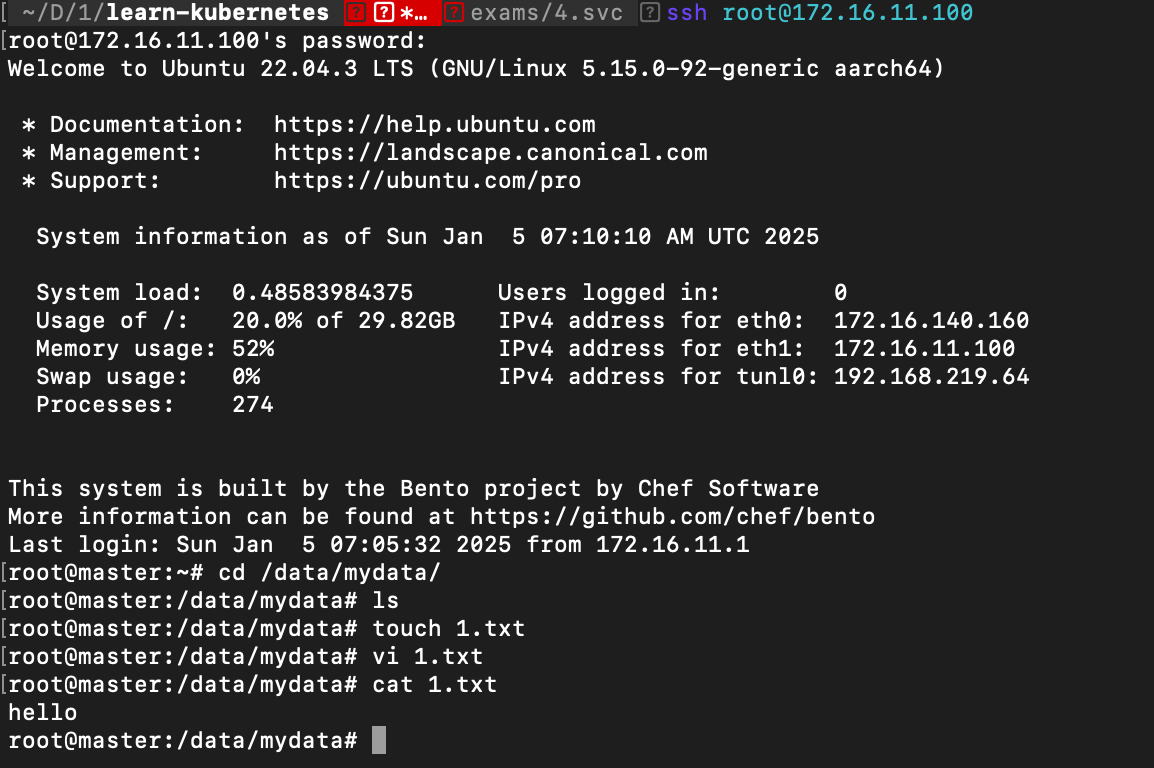 ~/D/1/learn-kubernetes ? ? *… ? exams/4.svc ? ssh root@172.16.11.100
[root@172.16.11.100's password:
Welcome to Ubuntu 22.04.3 LTS (GNU/Linux 5.15.0-92-generic aarch64)
* Documentation: https://help.ubuntu.com
* Management: https://landscape.canonical.com
* Support: https://ubuntu.com/pro
System information as of Sun Jan 5 07:10:10 AM UTC 2025
System load: 0.48583984375 Users logged in: 0
Usage of /: 20.0% of 29.82GB IPv4 address for eth0: 172.16.140.160
Memory usage: 52% IPv4 address for eth1: 172.16.11.100
Swap usage: 0% IPv4 address for tunl0: 192.168.219.64
Processes: 274
This system is built by the Bento project by Chef Software
More information can be found at https://github.com/chef/bento
Last login: Sun Jan 5 07:05:32 2025 from 172.16.11.1
[root@master:~# cd /data/mydata/
[root@master:/data/mydata# ls
[root@master:/data/mydata# touch 1.txt
[root@master:/data/mydata# vi 1.txt
[root@master:/data/mydata# cat 1.txt
hello
root@master:/data/mydata#